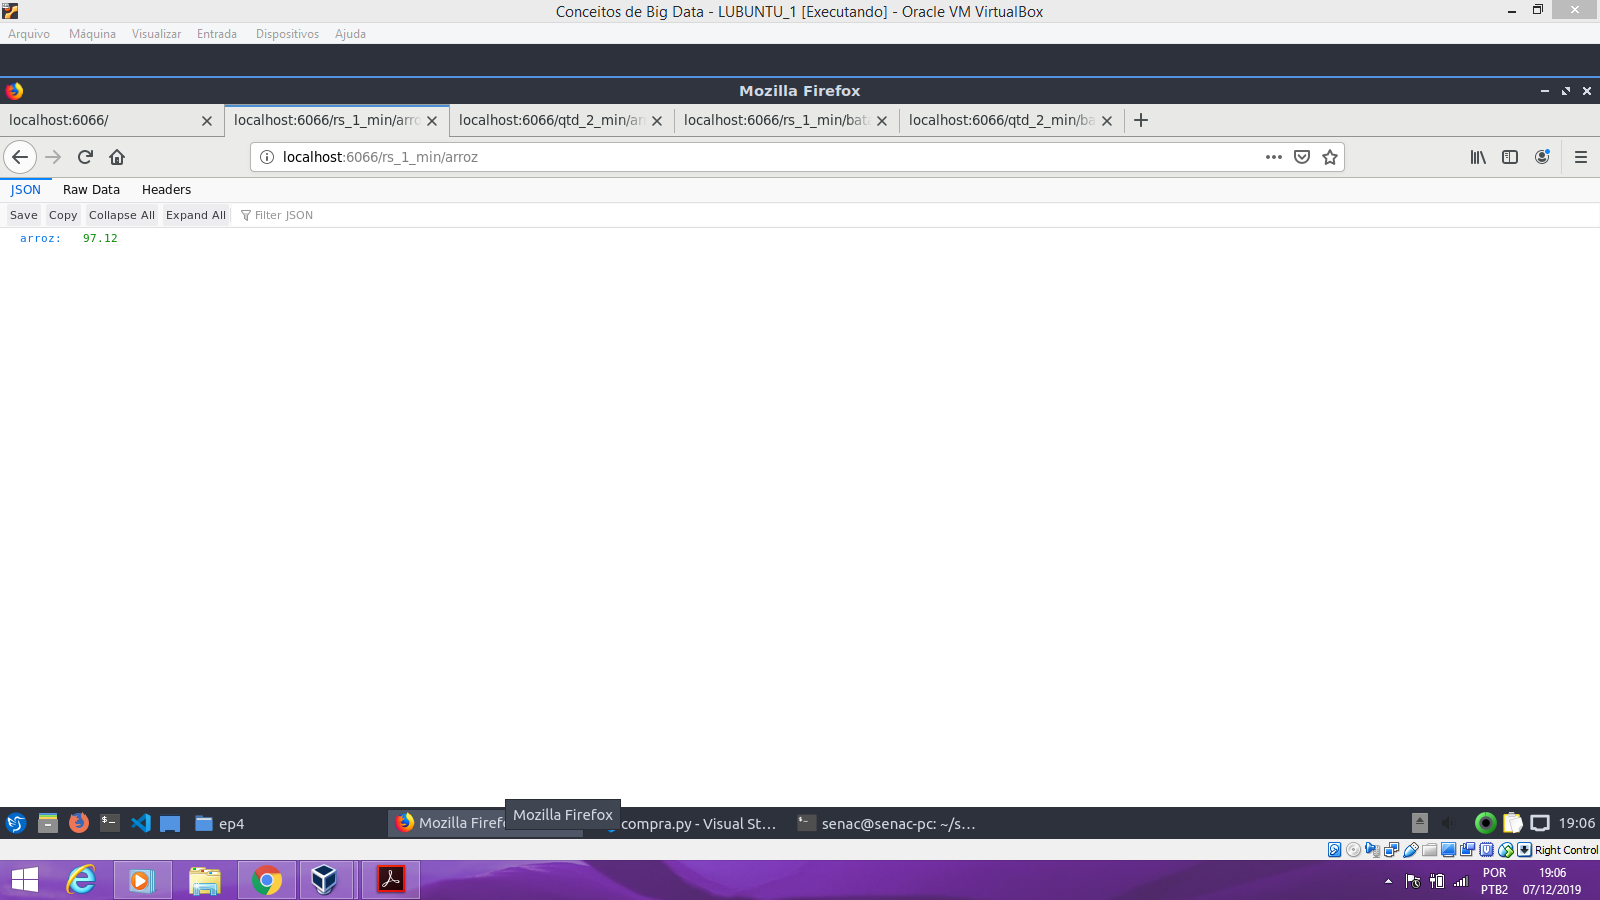 Conceitos de Big Data - LUBUNTU_1 [Executando] - Oracle VM VirtualBox
Arquivo Máquina Visualizar Entrada Dispositivos Ajuda
Mozilla Firefox
localhost:6066/ localhost:6066/rs_1_min/arro localhost:6066/qtd_2_min/ar localhost:6066/rs_1_min/bata localhost:6066/qtd_2_min/ba
localhost:6066/rs_1_min/arroz
JSON Raw Data Headers
Save Copy Collapse All Expand All Filter JSON
arroz: 97.12
Mozilla Firefox
ep4 Mozilla Firef compra.py - Visual St... senac@senac-pc: ~/s... 19:06
Right Control
POR 19:06
PTB2 07/12/2019